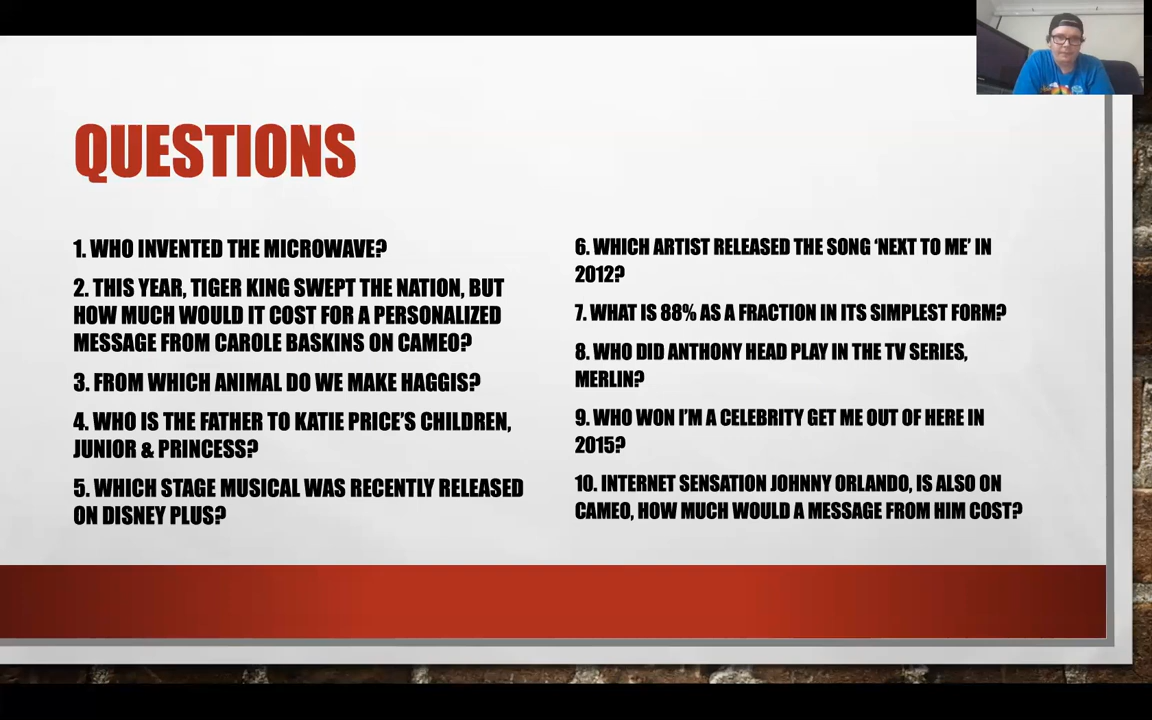 QUESTIONS
1. WHO INVENTED THE MICROWAVE?
2. THIS YEAR, TIGER KING SWEPT THE NATION, BUT
HOW MUCH WOULD IT COST FOR A PERSONALIZED
MESSAGE FROM CAROLE BASKINS ON CAMEO?
3. FROM WHICH ANIMAL DO WE MAKE HAGGIS?
4. WHO IS THE FATHER TO KATIE PRICE’S CHILDREN,
JUNIOR & PRINCESS?
5. WHICH STAGE MUSICAL WAS RECENTLY RELEASED
ON DISNEY PLUS?
6. WHICH ARTIST RELEASED THE SONG ‘NEXT TO ME’ IN
2012?
7. WHAT IS 88% AS A FRACTION IN ITS SIMPLEST FORM?
8. WHO DID ANTHONY HEAD PLAY IN THE TV SERIES,
MERLIN?
9. WHO WON I’M A CELEBRITY GET ME OUT OF HERE IN
2015?
10. INTERNET SENSATION JOHNNY ORLANDO, IS ALSO ON
CAMEO, HOW MUCH WOULD A MESSAGE FROM HIM COST?